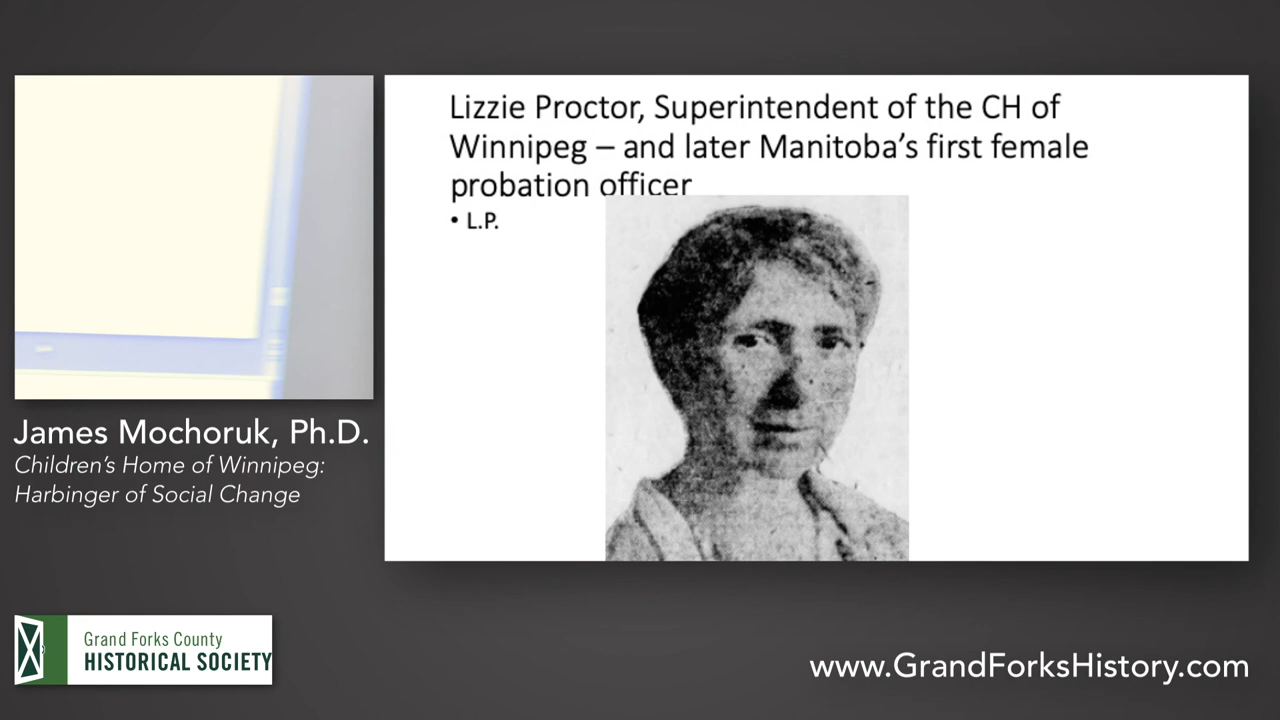 Lizzie Proctor, Superintendent of the CH of
Winnipeg – and later Manitoba’s first female
probation officer
• L.P.
James Mochoruk, Ph.D.
Children’s Home of Winnipeg:
Harbinger of Social Change
Grand Forks County
HISTORICAL SOCIETY
www.GrandForksHistory.com